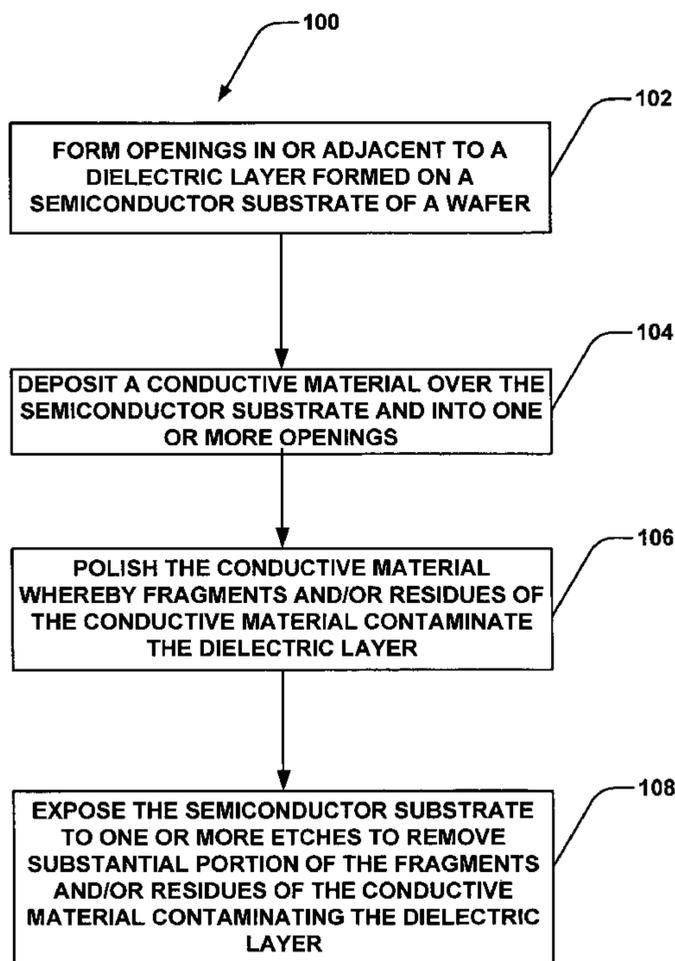 100
102
FORM OPENINGS IN OR ADJACENT TO A
DIELECTRIC LAYER FORMED ON A
SEMICONDUCTOR SUBSTRATE OF A WAFER
104
DEPOSIT A CONDUCTIVE MATERIAL OVER THE
SEMICONDUCTOR SUBSTRATE AND INTO ONE
OR MORE OPENINGS
106
POLISH THE CONDUCTIVE MATERIAL
WHEREBY FRAGMENTS AND/OR RESIDUES OF
THE CONDUCTIVE MATERIAL CONTAMINATE
THE DIELECTRIC LAYER
108
EXPOSE THE SEMICONDUCTOR SUBSTRATE
TO ONE OR MORE ETCHES TO REMOVE
SUBSTANTIAL PORTION OF THE FRAGMENTS
AND/OR RESIDUES OF THE CONDUCTIVE
MATERIAL CONTAMINATING THE DIELECTRIC
LAYER